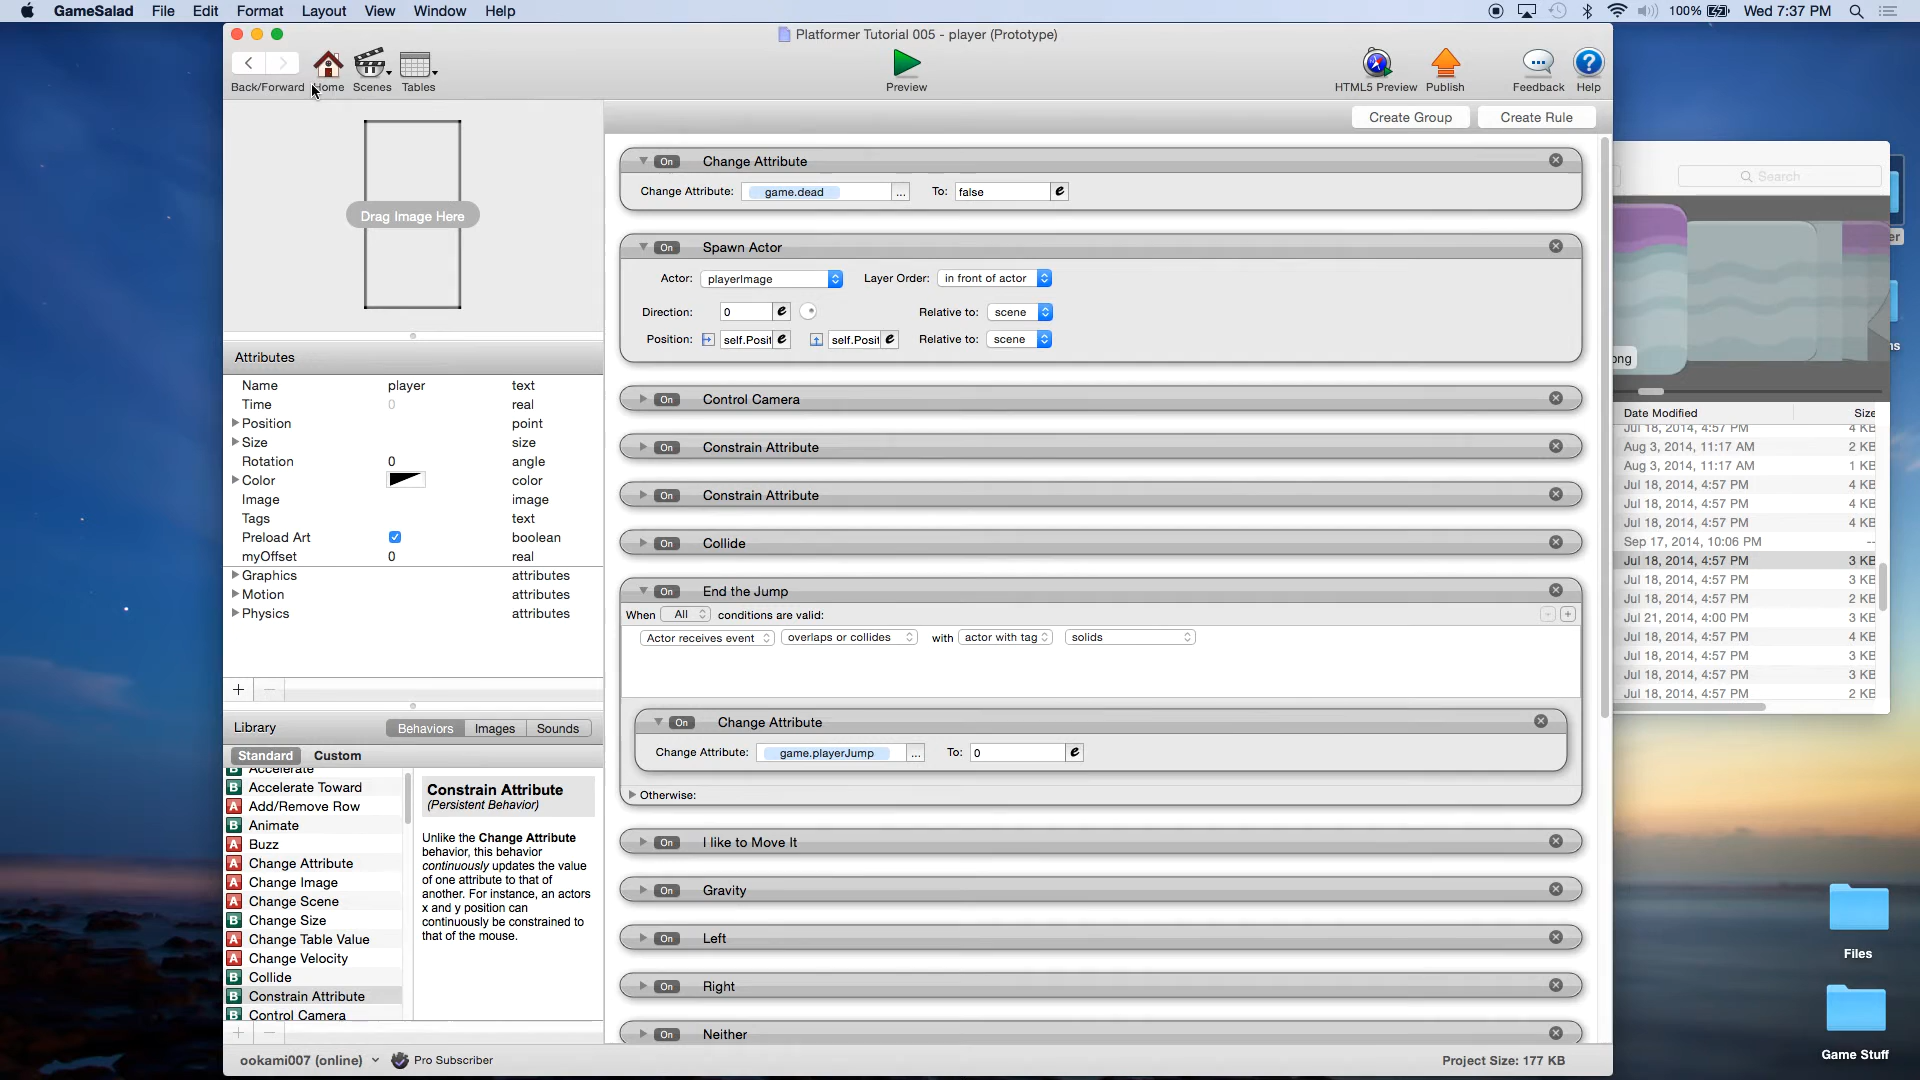 GameSalad File Edit Format Layout View Window Help 100% Wed 7:37 PM
Platformer Tutorial 005 - player (Prototype)
Back/Forward Home Scenes Tables Preview HTML5 Preview Publish Feedback Help
Create Group Create Rule
Drag Image Here
Attributes
Name player text
Time 0 real
Position point
Size size
Rotation 0 angle
Color color
Image image
Tags text
Preload Art boolean
myOffset 0 real
Graphics attributes
Motion attributes
Physics attributes
+ −
Library Behaviors Images Sounds
Standard Custom
Accelerate
Accelerate Toward
Add/Remove Row
Animate
Buzz
Change Attribute
Change Image
Change Scene
Change Size
Change Table Value
Change Velocity
Collide
Constrain Attribute
Control Camera
Constrain Attribute
(Persistent Behavior)
Unlike the Change Attribute
behavior, this behavior
continuously updates the value
of one attribute to that of
another. For instance, an actors
x and y position can
continuously be constrained to
that of the mouse.
ookami007 (online) Pro Subscriber
On Change Attribute
Change Attribute: game.dead ... To: false e
On Spawn Actor
Actor: playerImage Layer Order: in front of actor
Direction: 0 e Relative to: scene
Position: self.Posit e self.Posit e Relative to: scene
On Control Camera
On Constrain Attribute
On Constrain Attribute
On Collide
On End the Jump
When All conditions are valid:
Actor receives event overlaps or collides with actor with tag solids
On Change Attribute
Change Attribute: game.playerJump ... To: 0 e
Otherwise:
On I like to Move It
On Gravity
On Left
On Right
On Neither
Project Size: 177 KB
Search
ong
Date Modified Size
Jul 18, 2014, 4:57 PM 4 KB
Aug 3, 2014, 11:17 AM 2 KB
Aug 3, 2014, 11:17 AM 1 KB
Jul 18, 2014, 4:57 PM 4 KB
Jul 18, 2014, 4:57 PM 4 KB
Jul 18, 2014, 4:57 PM 4 KB
Sep 17, 2014, 10:06 PM --
Jul 18, 2014, 4:57 PM 3 KB
Jul 18, 2014, 4:57 PM 3 KB
Jul 18, 2014, 4:57 PM 2 KB
Jul 21, 2014, 4:00 PM 3 KB
Jul 18, 2014, 4:57 PM 4 KB
Jul 18, 2014, 4:57 PM 3 KB
Jul 18, 2014, 4:57 PM 3 KB
Jul 18, 2014, 4:57 PM 2 KB
er
ns
Files
Game Stuff